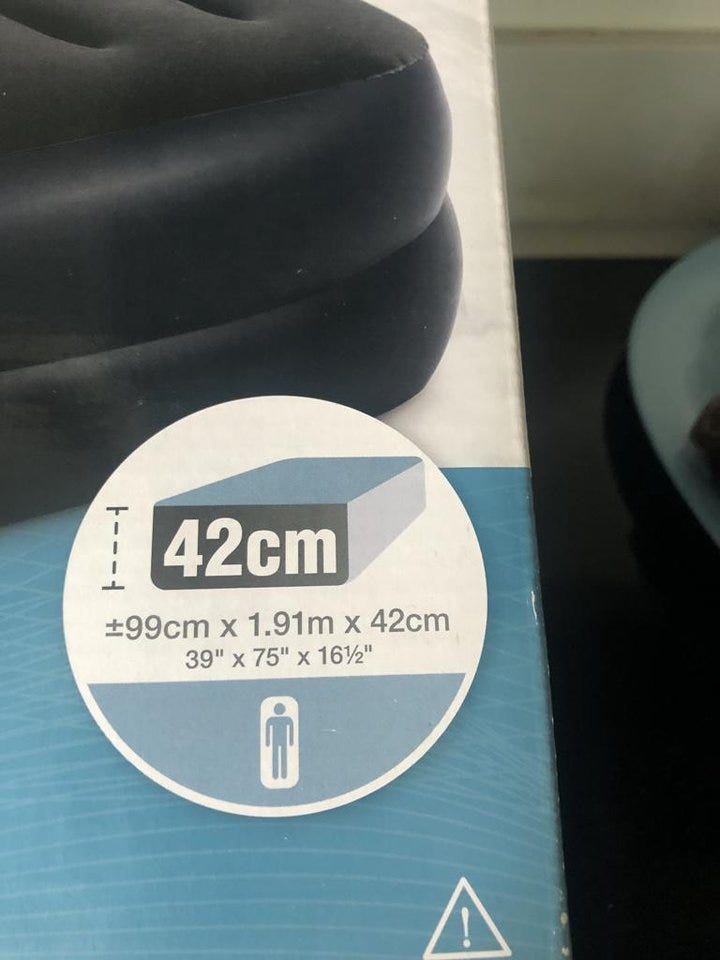 42cm
±99cm x 1.91m x 42cm
39" x 75" x 16½"
!